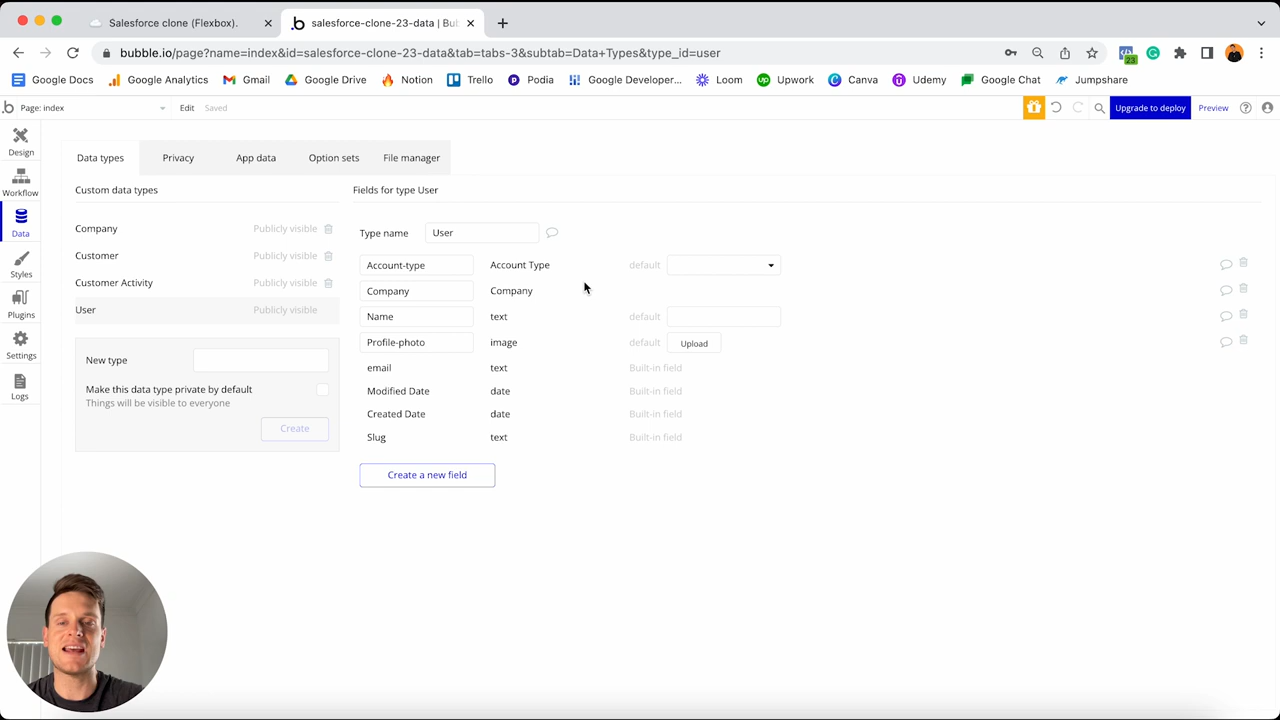 Salesforce clone (Flexbox).
salesforce-clone-23-data | Bu
bubble.io/page?name=index&id=salesforce-clone-23-data&tab=tabs-3&subtab=Data+Types&type_id=user
23
Google Docs
Google Analytics
Gmail
Google Drive
Notion
Trello
Podia
Google Developer...
Loom
Upwork
Canva
Udemy
Google Chat
Jumpshare
Page: index
Edit
Saved
Upgrade to deploy
Preview
Design
Workflow
Data
Styles
Plugins
Settings
Logs
Data types
Privacy
App data
Option sets
File manager
Custom data types
Company Publicly visible
Customer Publicly visible
Customer Activity Publicly visible
User Publicly visible
New type
Make this data type private by default
Things will be visible to everyone
Create
Fields for type User
Type name User
Account-type Account Type default
Company Company
Name text default
Profile-photo image default Upload
email text Built-in field
Modified Date date Built-in field
Created Date date Built-in field
Slug text Built-in field
Create a new field